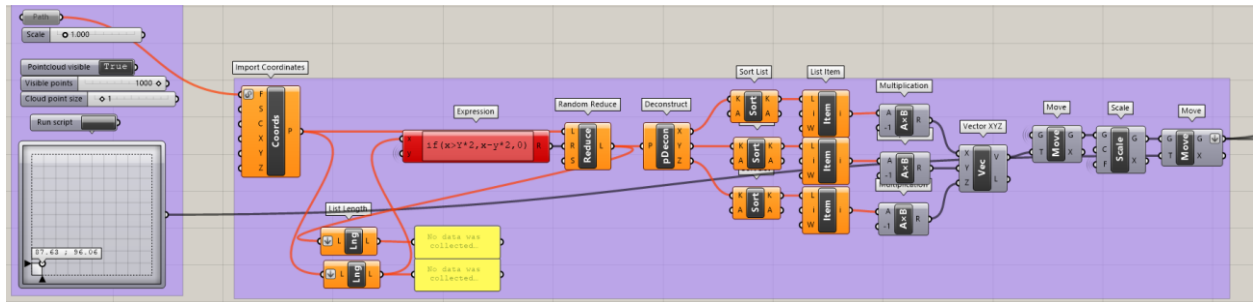 Path
Scale 1.000
Pointcloud visible True
Visible points 1000
Cloud point size 1
Run script
87.63 ; 96.06
Import Coordinates
F
S
C
X
Y
Z
Coords
P
Expression
x
if(x>Y*2,x-y*2,0)
R
Random Reduce
L
R
S
Reduce
L
Deconstruct
P
pDecon
X
Y
Z
Sort List
K
A
Sort
K
A
K
A
Sort
K
A
K
A
Sort
K
A
List Item
L
i
W
Item
i
L
i
W
Item
i
L
i
W
Item
i
Multiplication
A
-1
A×B
R
A
-1
A×B
R
Multiplication
A
-1
A×B
R
Vector XYZ
X
Y
Z
Vec
V
L
Move
G
T
Move
G
X
Scale
G
C
F
Scale
G
X
Move
G
T
Move
G
X
List Length
L
Lng
L
L
Lng
L
No data was
collected…
No data was
collected…